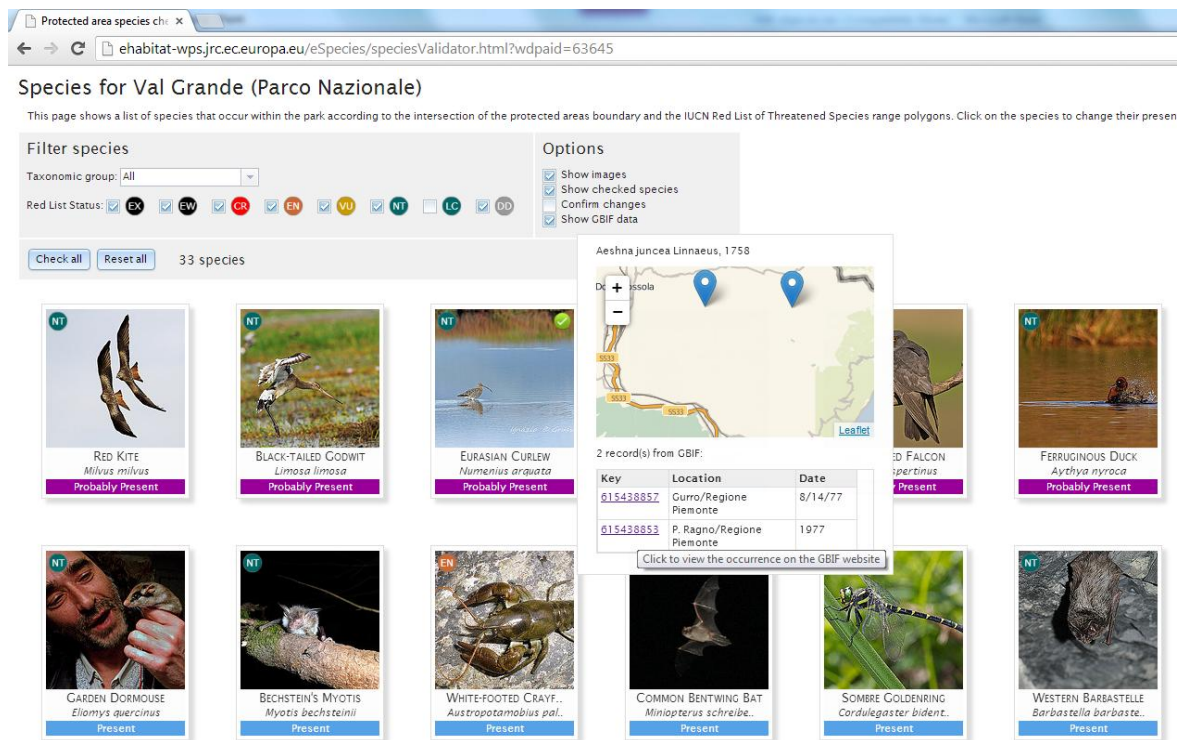 Protected area species che
ehabitat-wps.jrc.ec.europa.eu/eSpecies/speciesValidator.html?wdpaid=63645
Species for Val Grande (Parco Nazionale)
This page shows a list of species that occur within the park according to the intersection of the protected areas boundary and the IUCN Red List of Threatened Species range polygons. Click on the species to change their presen
Filter species
Taxonomic group: All
Red List Status: EX EW CR EN VU NT LC DD
Options
Show images
Show checked species
Confirm changes
Show GBIF data
Check all Reset all 33 species
Aeshna juncea Linnaeus, 1758
+
ossola
−
S533
S533
S533
Leaflet
2 record(s) from GBIF:
Key Location Date
615438857 Gurro/Regione Piemonte 8/14/77
615438853 P. Ragno/Regione Piemonte 1977
Click to view the occurrence on the GBIF website
NT
RED KITE
Milvus milvus
Probably Present
NT
BLACK-TAILED GODWIT
Limosa limosa
Probably Present
NT
EURASIAN CURLEW
Numenius arquata
Probably Present
ED FALCON
spertinus
Present
NT
FERRUGINOUS DUCK
Aythya nyroca
Probably Present
NT
GARDEN DORMOUSE
Eliomys quercinus
Present
NT
BECHSTEIN'S MYOTIS
Myotis bechsteinii
Present
EN
WHITE-FOOTED CRAYF..
Austropotamobius pal..
Present
COMMON BENTWING BAT
Miniopterus schreibe..
Present
SOMBRE GOLDENRING
Cordulegaster bident..
Present
NT
WESTERN BARBASTELLE
Barbastella barbaste..
Present